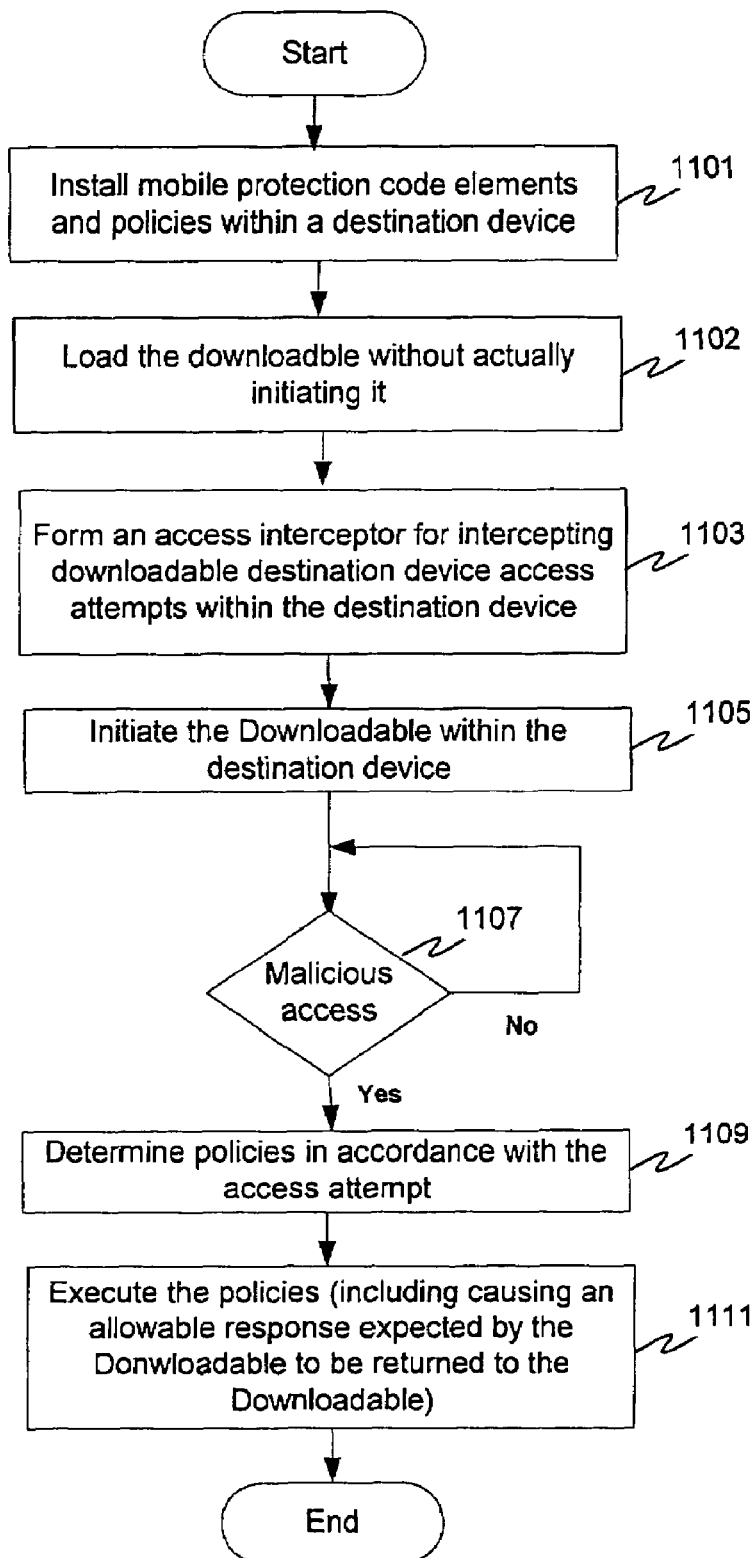 Start
Install mobile protection code elements
and policies within a destination device
1101
Load the downloadble without actually
initiating it
1102
Form an access interceptor for intercepting
downloadable destination device access
attempts within the destination device
1103
Initiate the Downloadable within the
destination device
1105
Malicious
access
1107
No
Yes
Determine policies in accordance with the
access attempt
1109
Execute the policies (including causing an
allowable response expected by the
Donwloadable to be returned to the
Downloadable)
1111
End